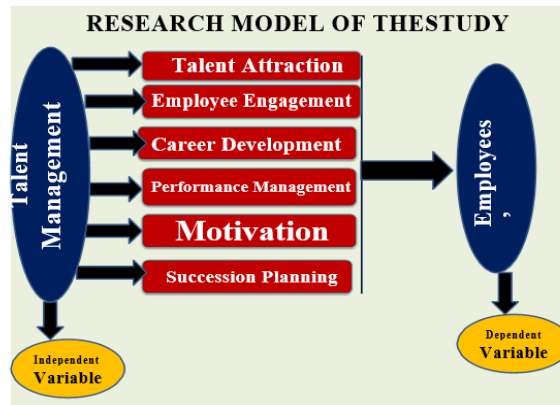 RESEARCH MODEL OF THESTUDY
Talent
Management
Talent Attraction
Employee Engagement
Career Development
Performance Management
Motivation
Succession Planning
Employees
,
Independent
Variable
Dependent
Variable